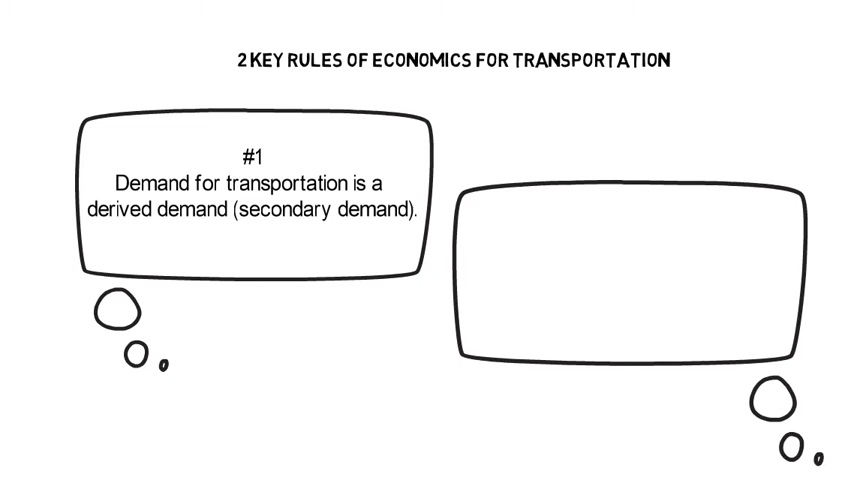 2 KEY RULES OF ECONOMICS FOR TRANSPORTATION
#1
Demand for transportation is a
derived demand (secondary demand).